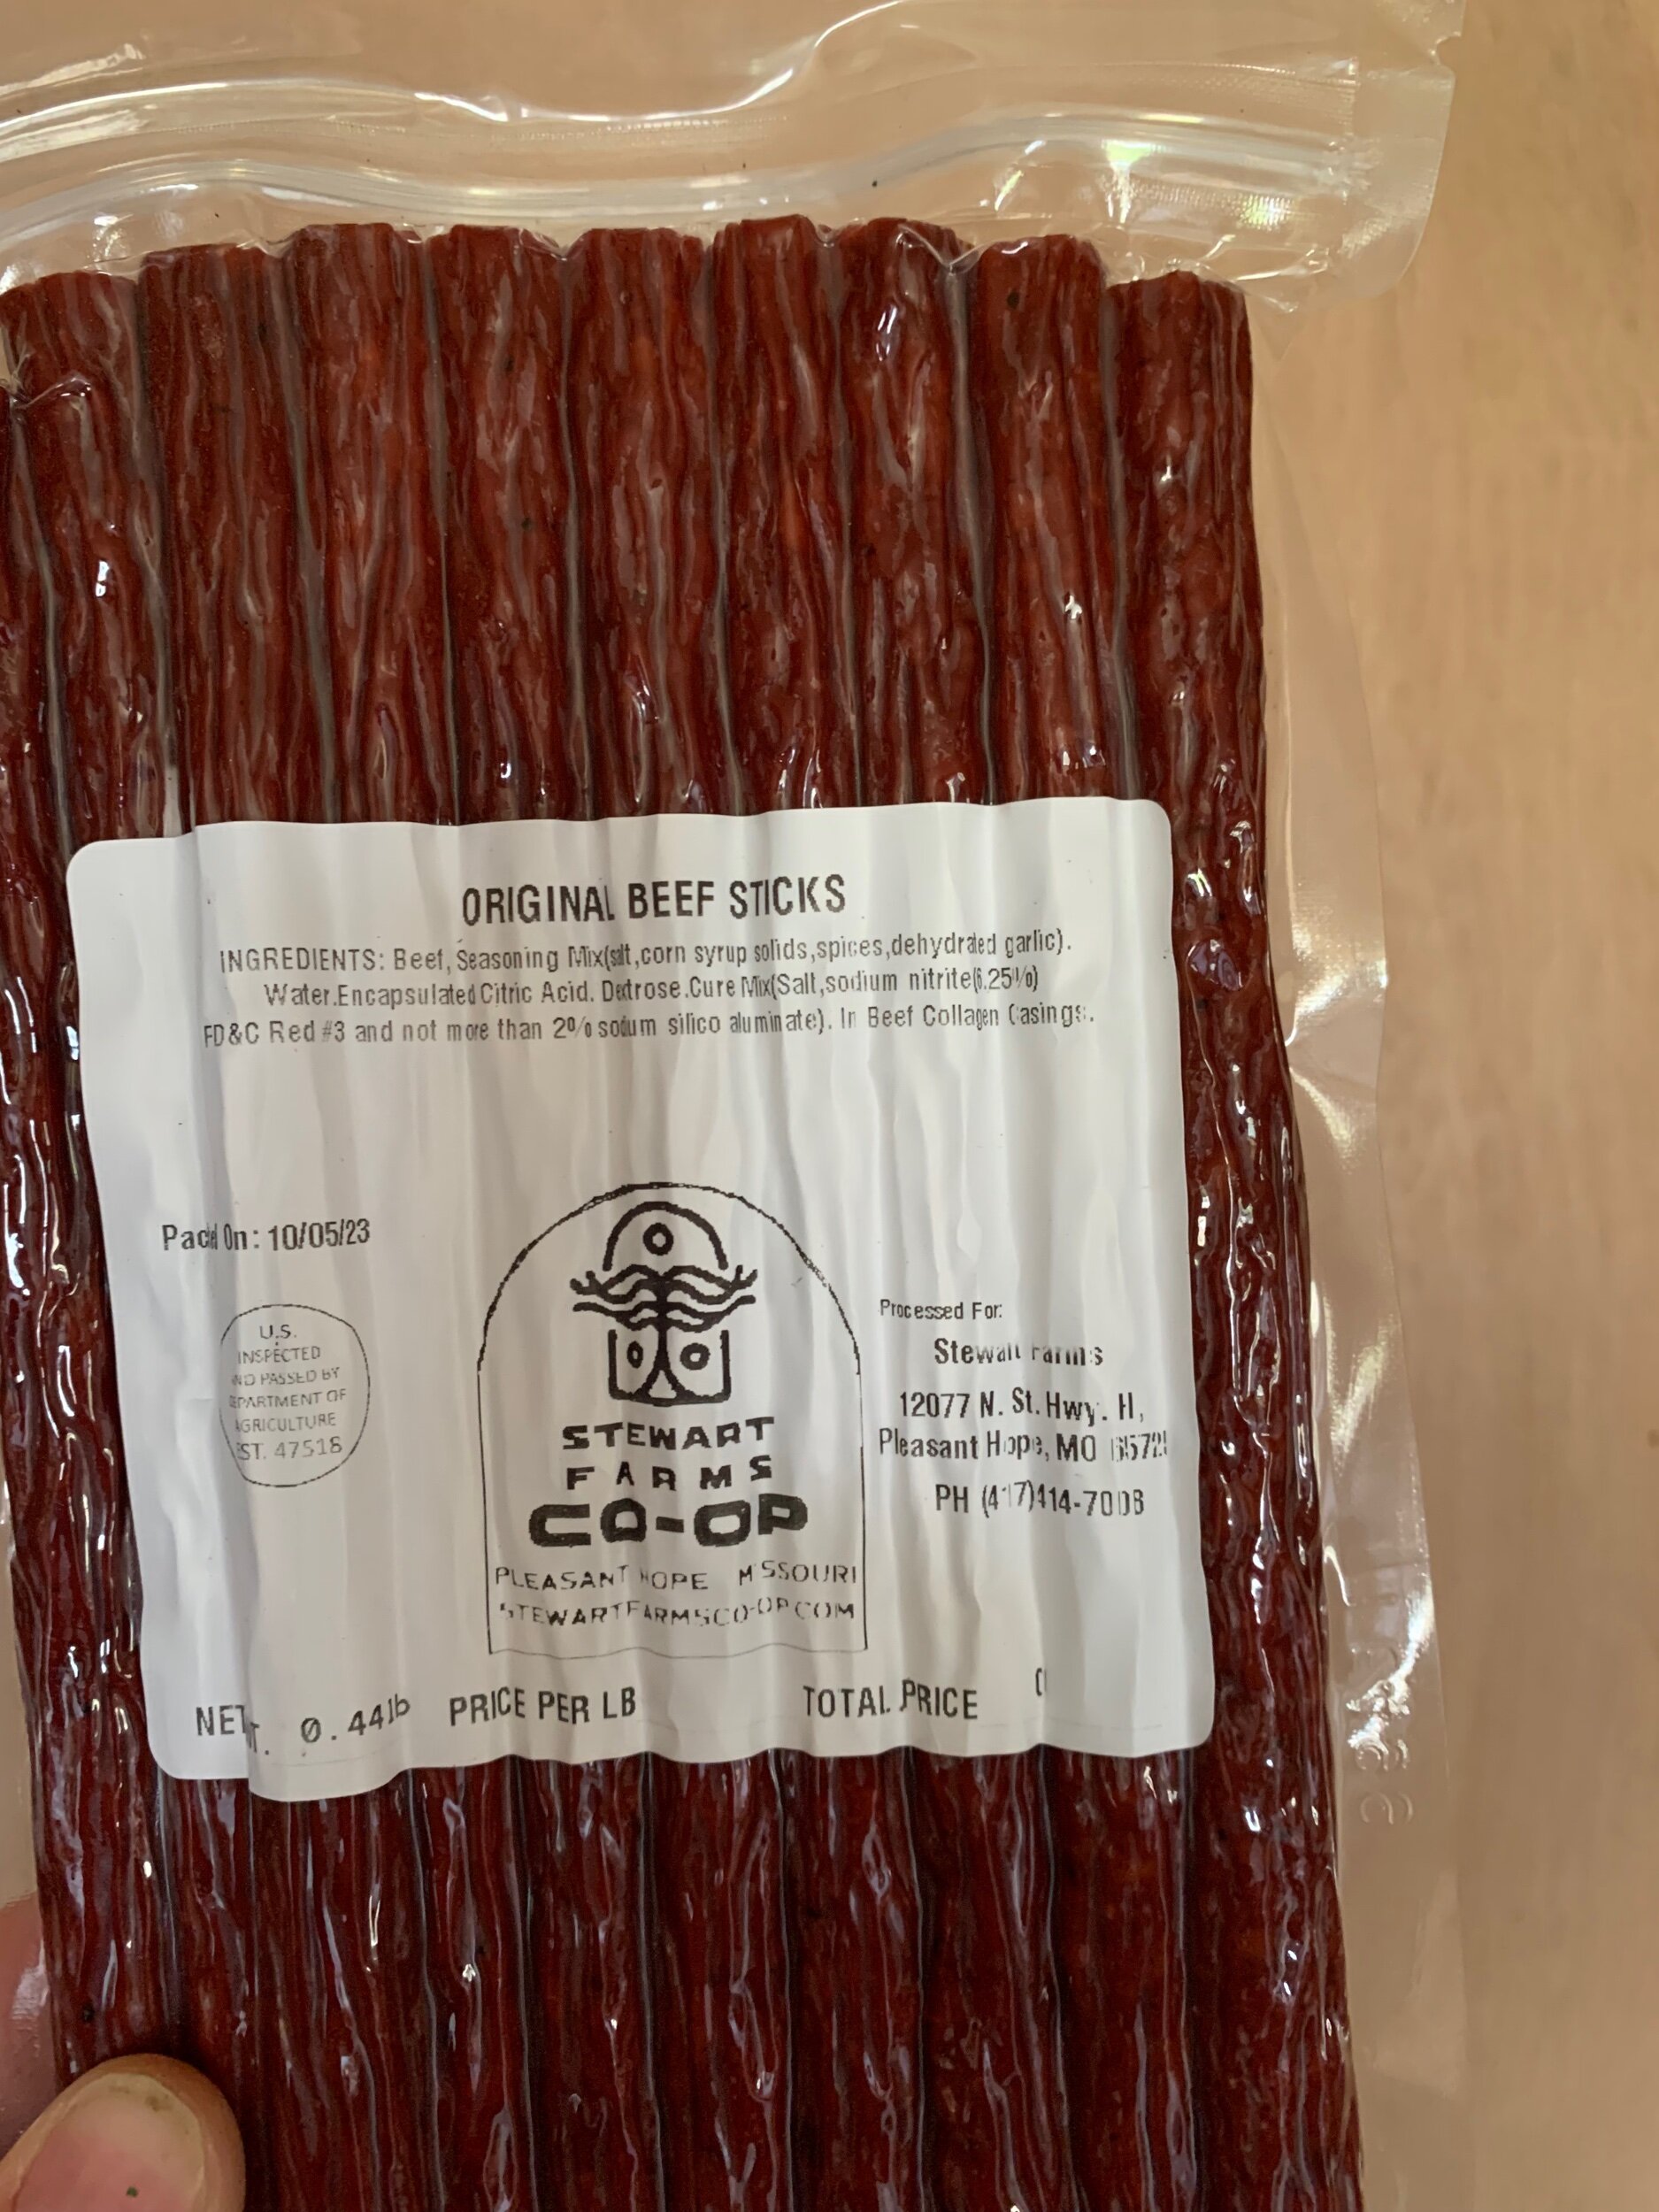 ORIGINAL BEEF STICKS
INGREDIENTS: Beef, Seasoning Mix(salt,corn syrup solids,spices,dehydrated garlic).
Water.Encapsulated Citric Acid. Dextrose.Cure Mix(Salt,sodium nitrite(6.25%)
FD&C Red #3 and not more than 2% sodium silico aluminate). In Beef Collagen Casings.
Packed On: 10/05/23
U.S.
INSPECTED
AND PASSED BY
DEPARTMENT OF
AGRICULTURE
EST. 47518
STEWART
FARMS
CO-OP
PLEASANT HOPE MISSOURI
STEWARTFARMSCO-OP.COM
Processed For:
Stewart Farms
12077 N. St. Hwy. H,
Pleasant Hope, MO
PH (417)414-7008
NET WT. 0.44lb PRICE PER LB TOTAL PRICE